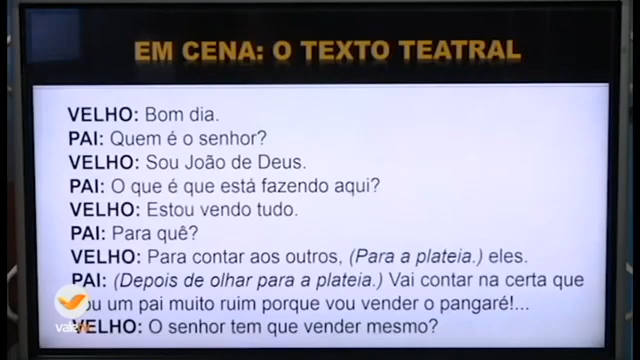 EM CENA: O TEXTO TEATRAL
VELHO: Bom dia.
PAI: Quem é o senhor?
VELHO: Sou João de Deus.
PAI: O que é que está fazendo aqui?
VELHO: Estou vendo tudo.
PAI: Para quê?
VELHO: Para contar aos outros, (Para a plateia.) eles.
PAI: (Depois de olhar para a plateia.) Vai contar na certa que
ou um pai muito ruim porque vou vender o pangaré!...
VELHO: O senhor tem que vender mesmo?